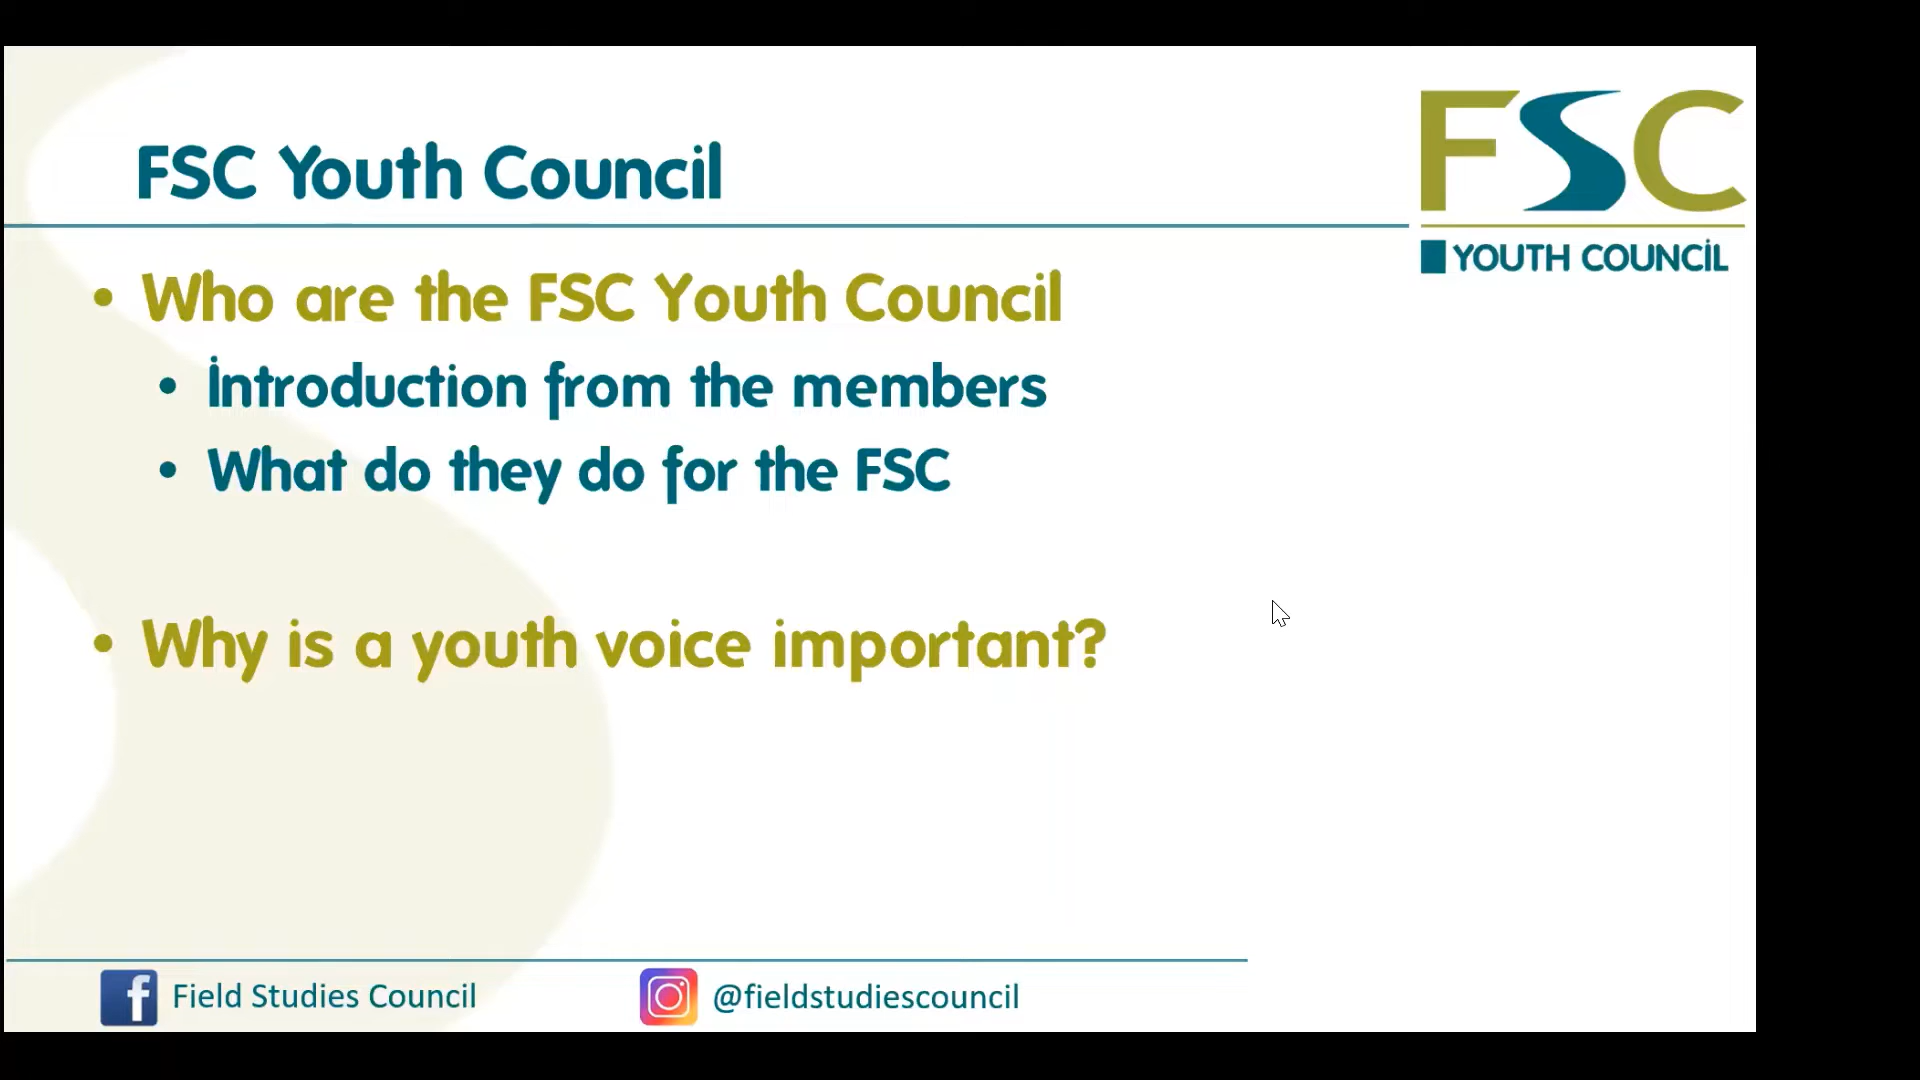 FSC Youth Council
FSC
YOUTH COUNCIL
• Who are the FSC Youth Council
• Introduction from the members
• What do they do for the FSC
• Why is a youth voice important?
Field Studies Council
@fieldstudiescouncil